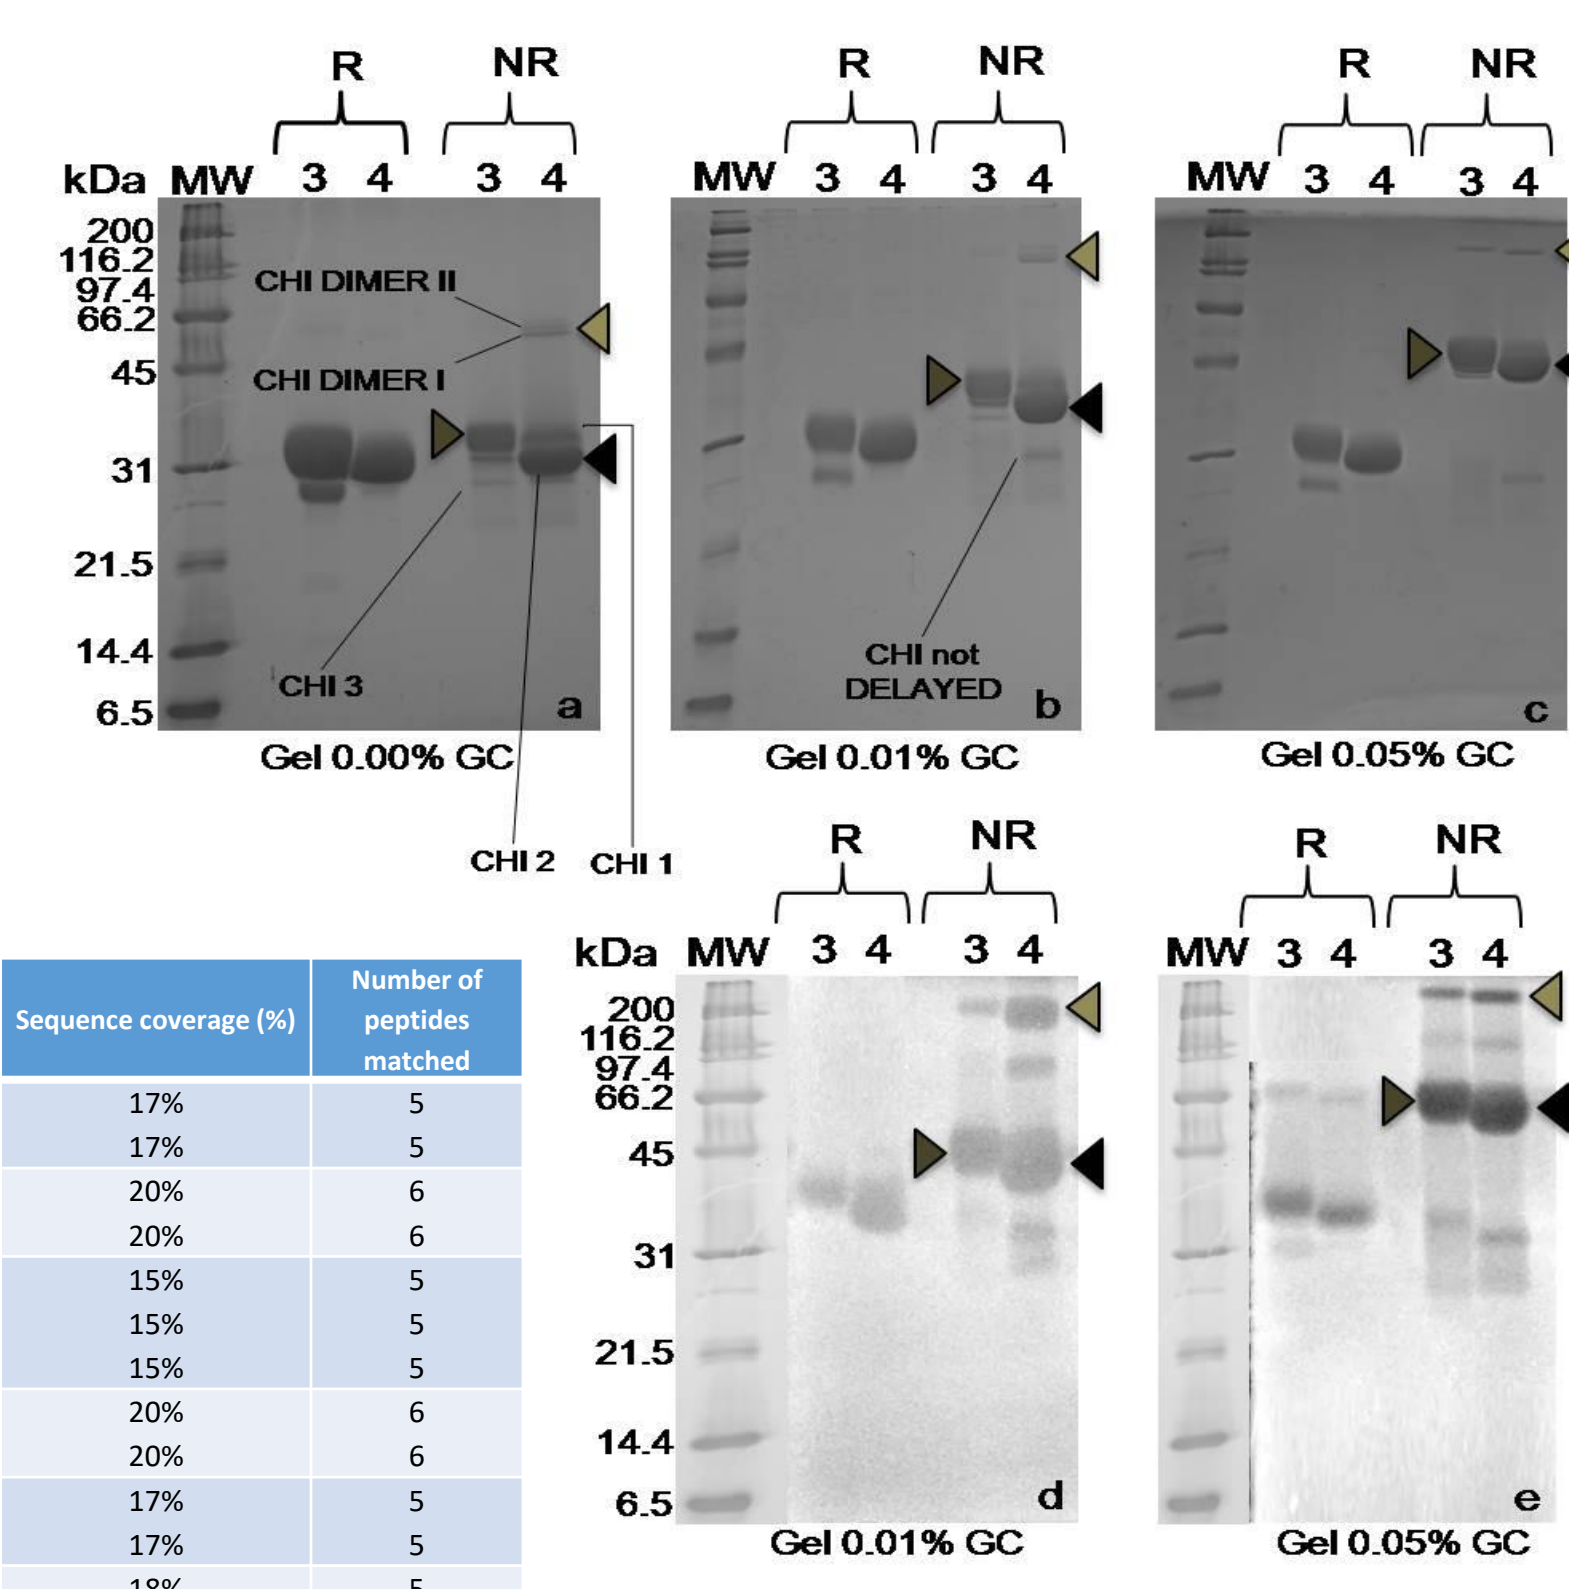 R NR
kDa MW 3 4 3 4
200
116.2
97.4
66.2
45
31
21.5
14.4
6.5
CHI DIMER II
CHI DIMER I
CHI 3
a
Gel 0.00% GC
CHI 2 CHI 1
R NR
MW 3 4 3 4
CHI not
DELAYED
b
Gel 0.01% GC
R NR
MW 3 4 3 4
c
Gel 0.05% GC
R NR
kDa MW 3 4 3 4
200
116.2
97.4
66.2
45
31
21.5
14.4
6.5
d
Gel 0.01% GC
R NR
MW 3 4 3 4
e
Gel 0.05% GC
Sequence coverage (%) Number of peptides matched
17% 5
17% 5
20% 6
20% 6
15% 5
15% 5
15% 5
20% 6
20% 6
17% 5
17% 5
18% 5